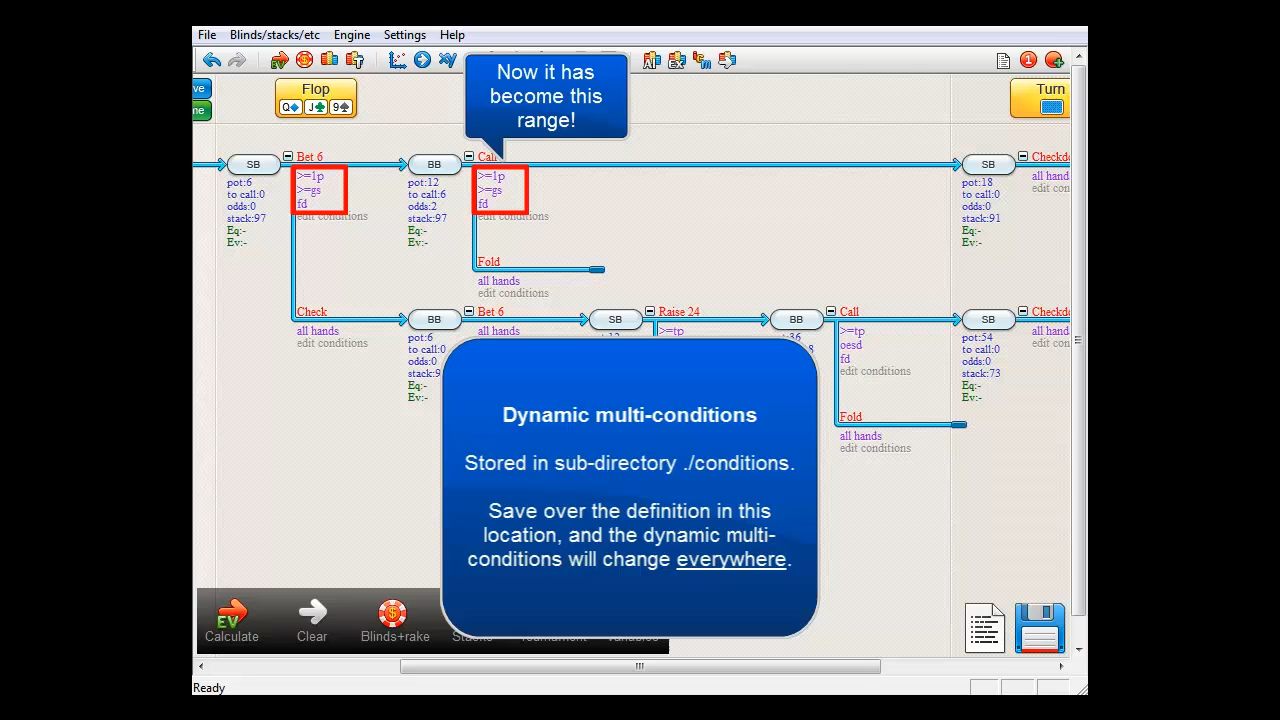 File Blinds/stacks/etc Engine Settings Help
Now it has
become this
range!
Flop
Q♦ J♣ 9♠
Turn
SB
Bet 6
>=1p
>=gs
fd
edit conditions
pot:6
to call:0
odds:0
stack:97
Eq:-
Ev:-
BB
Call
>=1p
>=gs
fd
edit conditions
pot:12
to call:6
odds:2
stack:97
Eq:-
Ev:-
Fold
all hands
edit conditions
SB
pot:18
to call:0
odds:0
stack:91
Eq:-
Ev:-
all hands
Check
all hands
edit conditions
BB
pot:6
to call:0
odds:0
Eq:-
Ev:-
Bet 6
all hands
SB
Raise 24
>=tp
BB
Call
>=tp
oesd
fd
edit conditions
Fold
all hands
edit conditions
SB
pot:54
to call:0
odds:0
stack:73
Eq:-
Ev:-
all hands
Dynamic multi-conditions
Stored in sub-directory ./conditions.
Save over the definition in this
location, and the dynamic multi-
conditions will change everywhere.
EV
Calculate Clear Blinds+rake
Ready